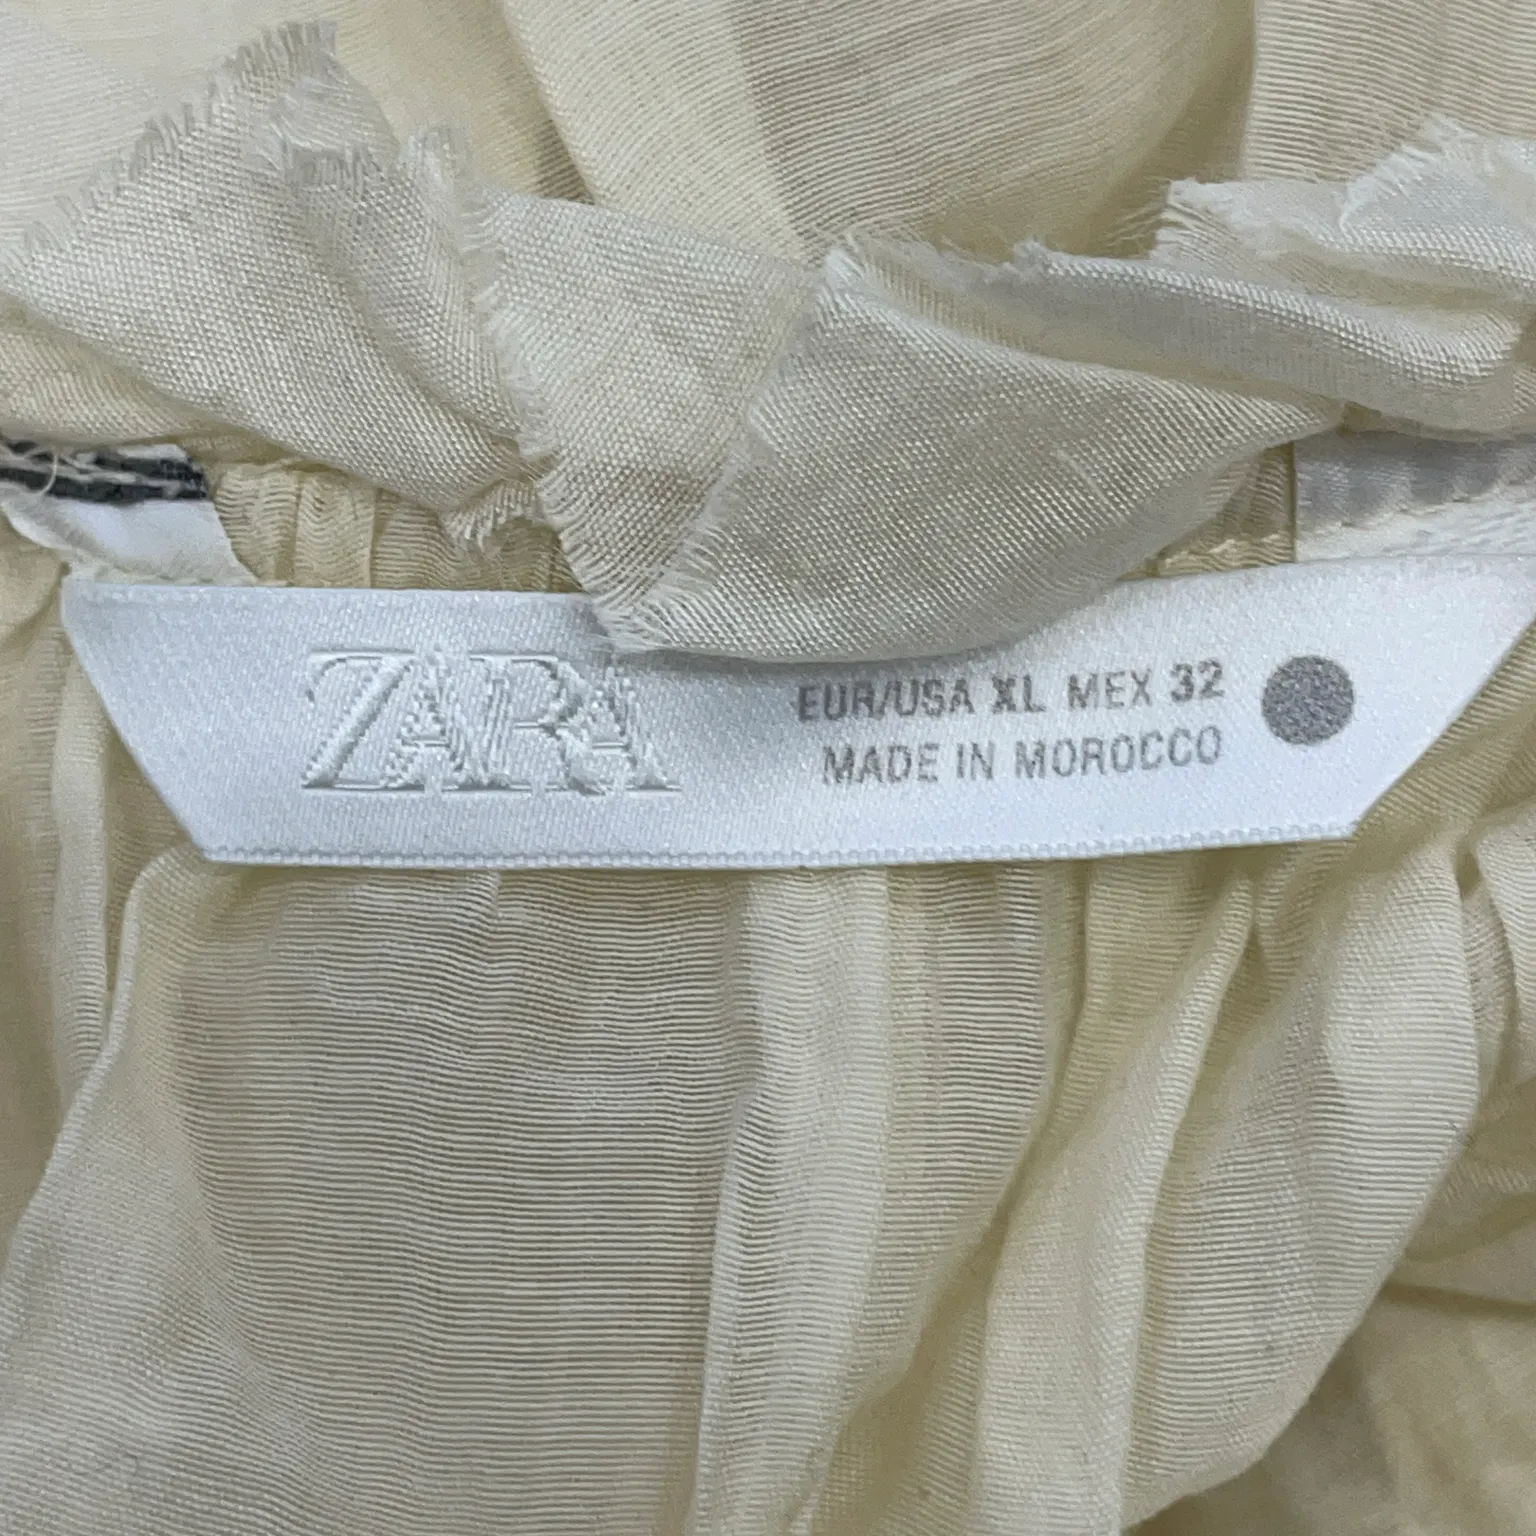 ZARA
EUR/USA XL MEX 32
MADE IN MOROCCO